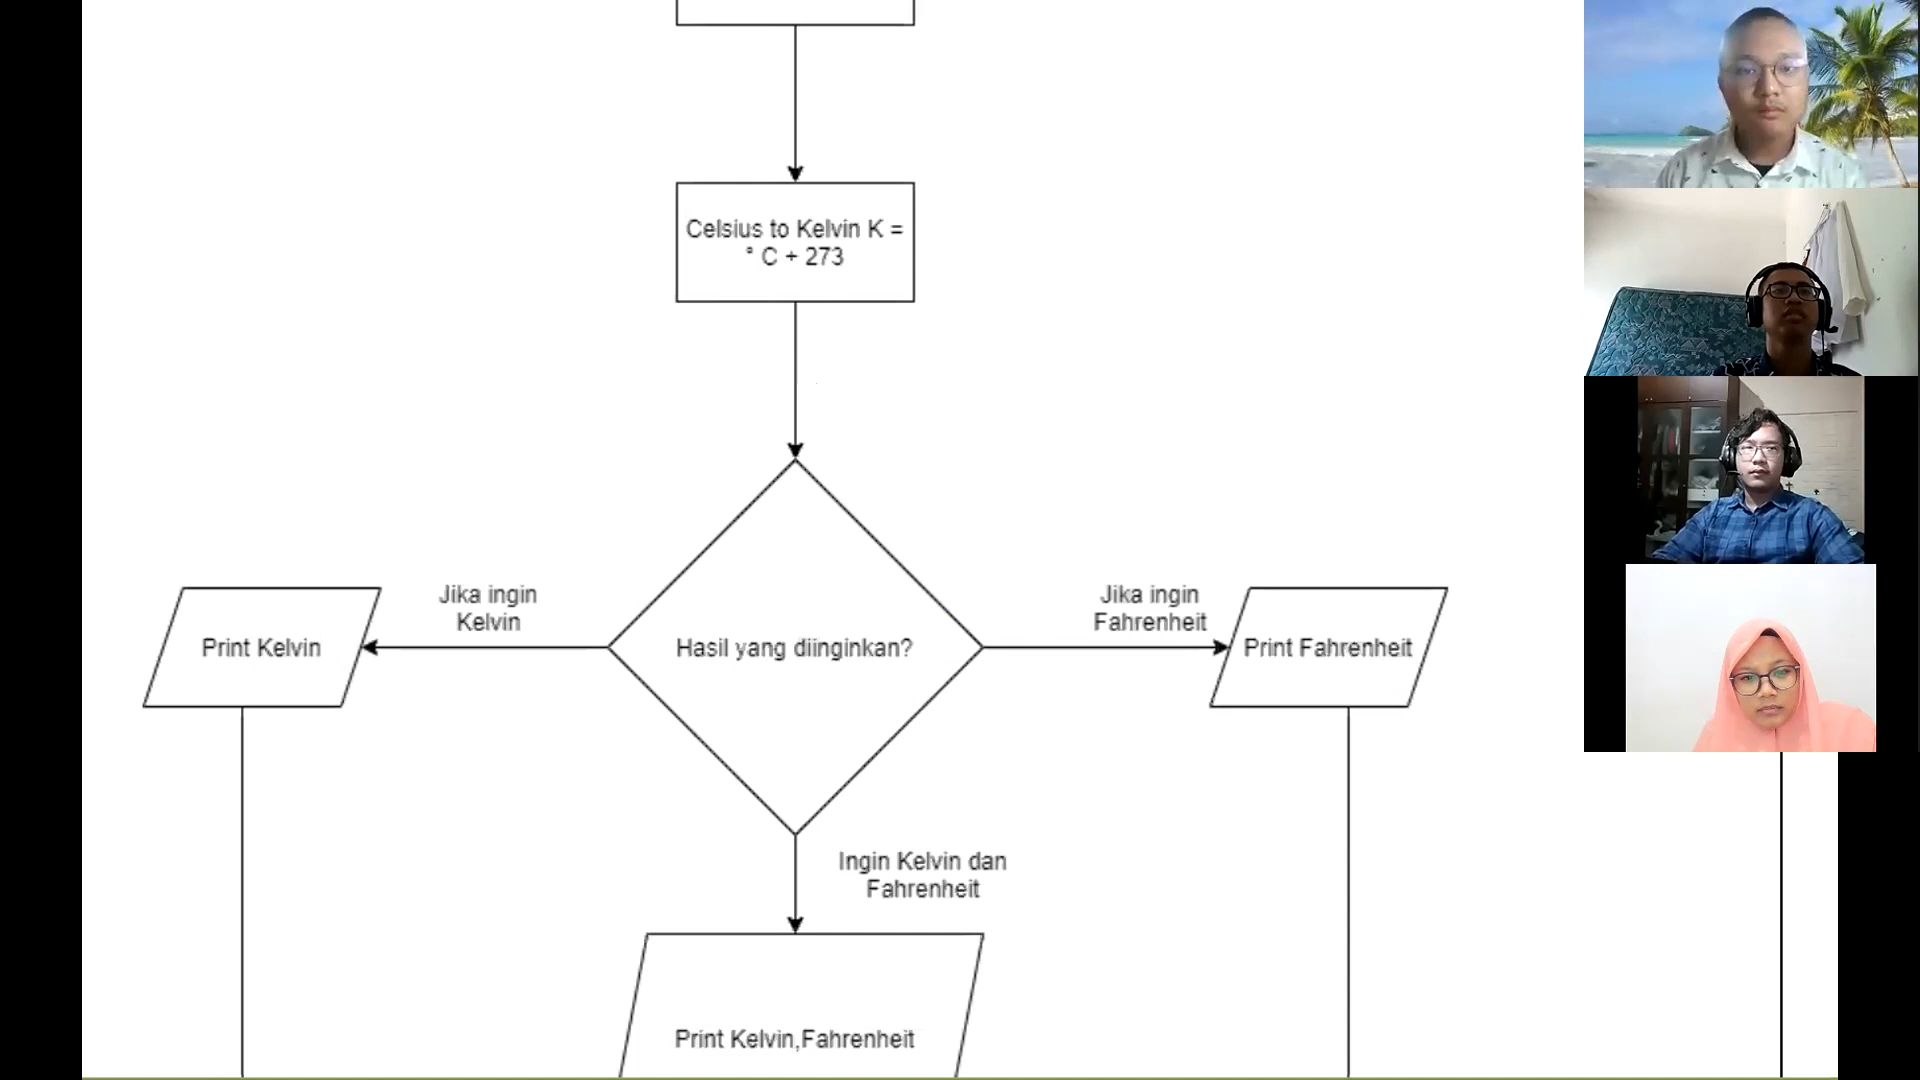 Celsius to Kelvin K =
° C + 273
Jika ingin
Kelvin
Jika ingin
Fahrenheit
Print Kelvin
Hasil yang diinginkan?
Print Fahrenheit
Ingin Kelvin dan
Fahrenheit
Print Kelvin,Fahrenheit